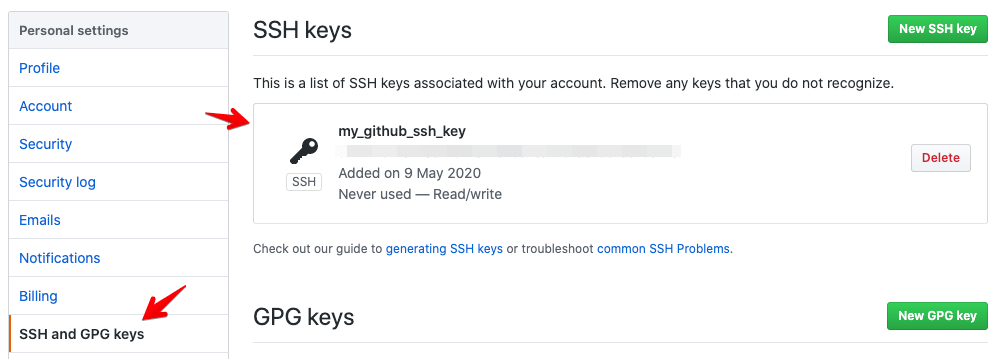 Personal settings
Profile
Account
Security
Security log
Emails
Notifications
Billing
SSH and GPG keys
SSH keys
New SSH key
This is a list of SSH keys associated with your account. Remove any keys that you do not recognize.
my_github_ssh_key
SSH
Added on 9 May 2020
Never used — Read/write
Delete
Check out our guide to generating SSH keys or troubleshoot common SSH Problems.
GPG keys
New GPG key